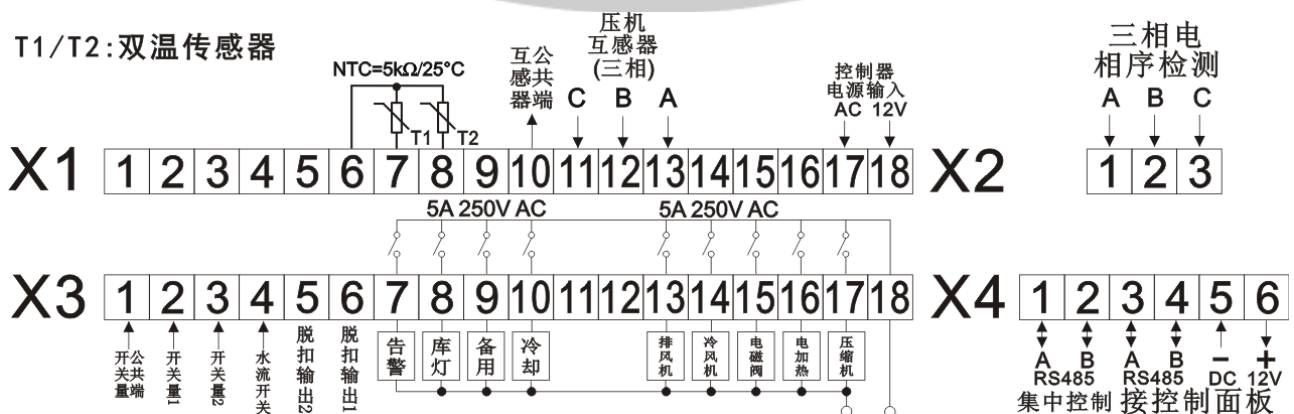 T1/T2:双温传感器
NTC=5kΩ/25°C
T1
T2
互感器
公共端
压机
互感器
(三相)
C B A
控制器
电源输入
AC 12V
三相电
相序检测
A B C
X1 1 2 3 4 5 6 7 8 9 10 11 12 13 14 15 16 17 18
X2 1 2 3
5A 250V AC
5A 250V AC
X3 1 2 3 4 5 6 7 8 9 10 11 12 13 14 15 16 17 18
X4 1 2 3 4 5 6
开关量
公共端
开关量1
开关量2
水流开关
脱扣输出2
脱扣输出1
告警
库灯
备用
冷却
排风机
冷风机
电磁阀
电加热
压缩机
A B A B − +
RS485 RS485 DC 12V
集中控制 接控制面板